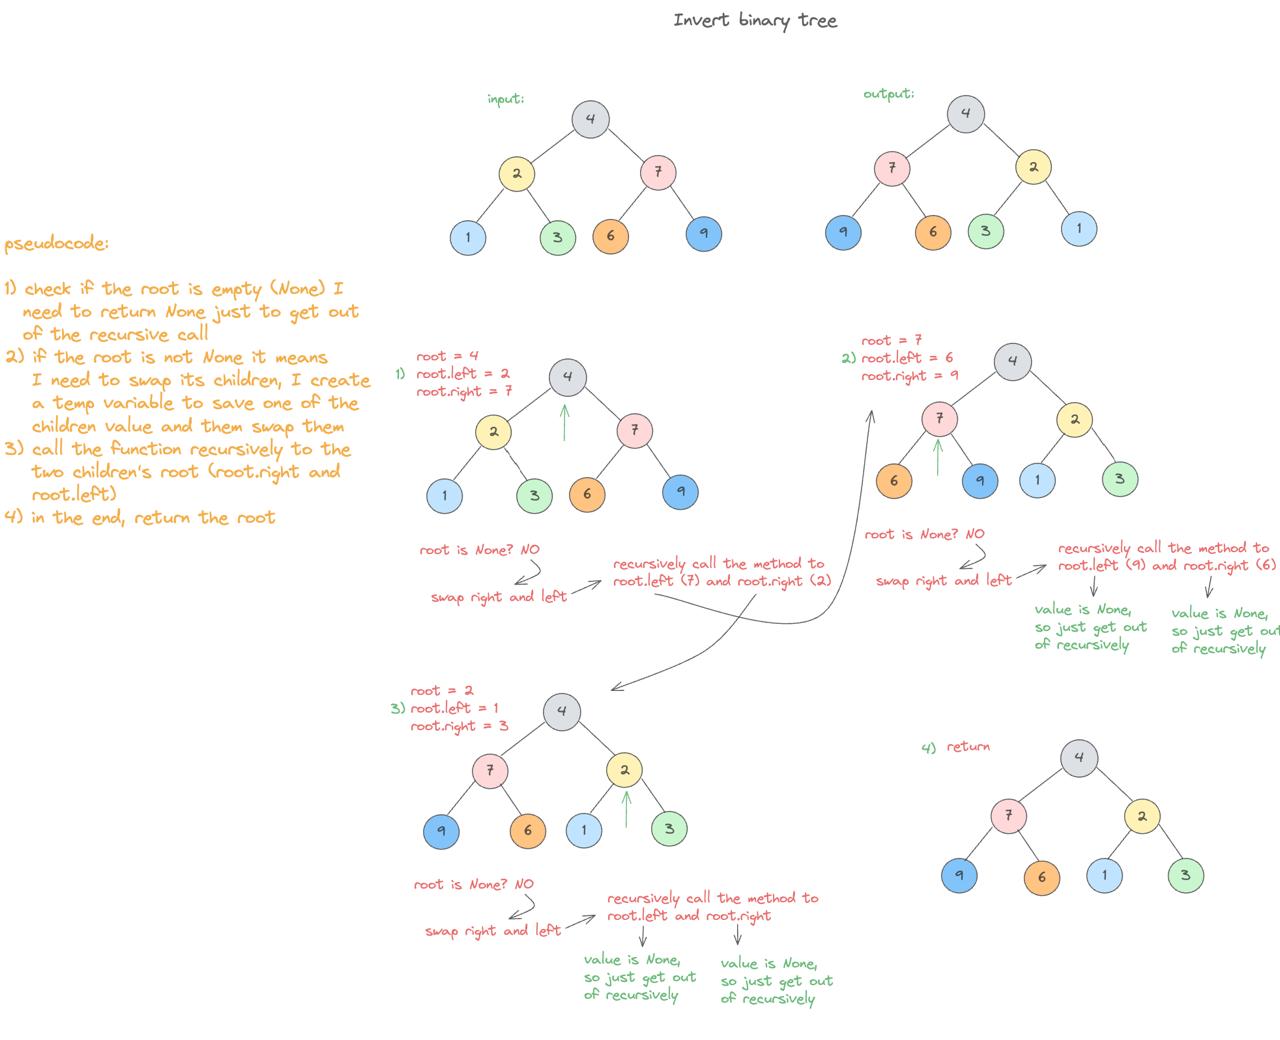 Invert binary tree
input:
4
2
7
1
3
6
9
output:
4
7
2
9
6
3
1
pseudocode:
1) check if the root is empty (None) I
need to return None just to get out
of the recursive call
2) if the root is not None it means
I need to swap its children, I create
a temp variable to save one of the
children value and them swap them
3) call the function recursively to the
two children's root (root.right and
root.left)
4) in the end, return the root
1)
root = 4
root.left = 2
root.right = 7
4
2
7
1
3
6
9
root is None? NO
swap right and left
recursively call the method to
root.left (7) and root.right (2)
2)
root = 7
root.left = 6
root.right = 9
4
7
2
6
9
1
3
root is None? NO
swap right and left
recursively call the method to
root.left (9) and root.right (6)
value is None,
so just get out
of recursively
value is None,
so just get out
of recursively
3)
root = 2
root.left = 1
root.right = 3
4
7
2
9
6
1
3
root is None? NO
swap right and left
recursively call the method to
root.left and root.right
value is None,
so just get out
of recursively
value is None,
so just get out
of recursively
4) return
4
7
2
9
6
1
3